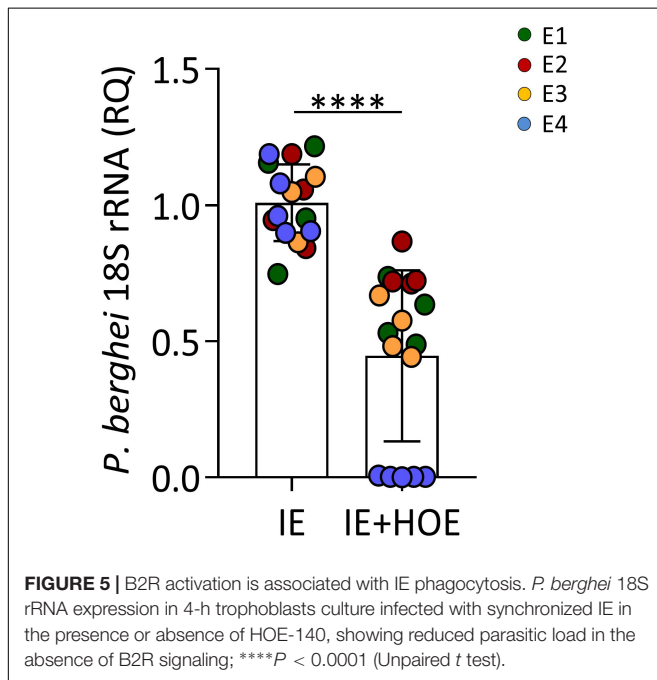 E1
E2
E3
E4
P. berghei 18S rRNA (RQ)
1.5
1.0
0.5
0.0
****
IE
IE+HOE
FIGURE 5 | B2R activation is associated with IE phagocytosis. P. berghei 18S
rRNA expression in 4-h trophoblasts culture infected with synchronized IE in
the presence or absence of HOE-140, showing reduced parasitic load in the
absence of B2R signaling; ****P < 0.0001 (Unpaired t test).